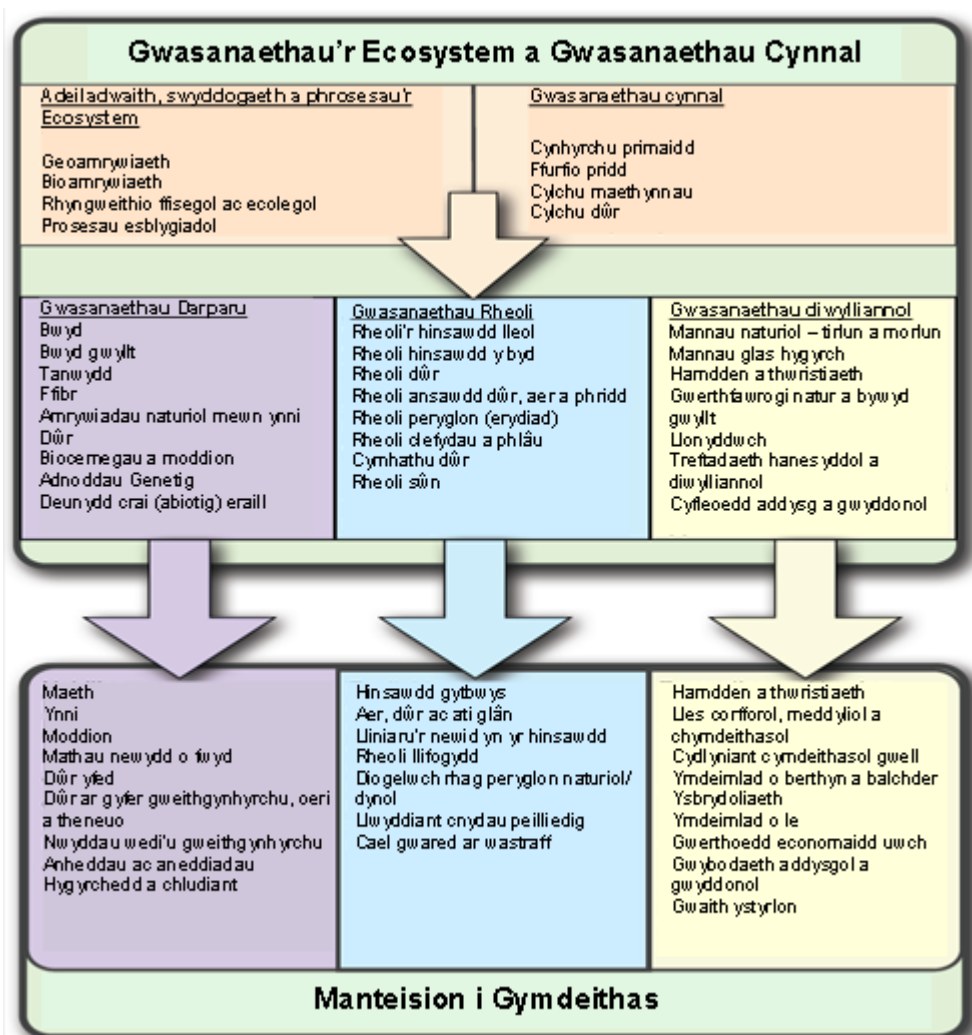 Gwasanaethau'r Ecosystem a Gwasanaethau Cynnal
Adeiladwaith, swyddogaeth a phrosesau'r
Ecosystem
Geoamrywiaeth
Bioamrywiaeth
Rhyngweithio ffisegol ac ecolegol
Prosesau esblygiadol
Gwasanaethau cynnal
Cynhyrchu primaidd
Ffurfio pridd
Cylchu maethynnau
Cylchu dŵr
Gwasanaethau Darparu
Bwyd
Bwyd gwyllt
Tanwydd
Ffibr
Amrywiadau naturiol mewn ynni
Dŵr
Biocemegau a moddion
Adnoddau Genetig
Deunydd crai (abiotig) eraill
Gwasanaethau Rheoli
Rheoli'r hinsawdd lleol
Rheoli hinsawdd y byd
Rheoli dŵr
Rheoli ansawdd dŵr, aer a phridd
Rheoli peryglon (erydiad)
Rheoli clefydau a phlâu
Cymhathu dŵr
Rheoli sŵn
Gwasanaethau diwylliannol
Mannau naturiol – tirlun a morlun
Mannau glas hygyrch
Hamdden a thwristiaeth
Gwerthfawrogi natur a bywyd
gwyllt
Llonyddwch
Treftadaeth hanesyddol a
diwylliannol
Cyfleoedd addysg a gwyddonol
Maeth
Ynni
Moddion
Mathau newydd o fwyd
Dŵr yfed
Dŵr ar gyfer gweithgynhyrchu, oeri
a theneuo
Nwyddau wedi'u gweithgynhyrchu
Anheddau ac aneddiadau
Hygyrchedd a chludiant
Hinsawdd gytbwys
Aer, dŵr ac ati glân
Lliniaru'r newid yn yr hinsawdd
Rheoli llifogydd
Diogelwch rhag peryglon naturiol/
dynol
Llwyddiant cnydau peilliedig
Cael gwared ar wastraff
Hamdden a thwristiaeth
Lles corfforol, meddyliol a
chymdeithasol
Cydlyniant cymdeithasol gwell
Ymdeimlad o berthyn a balchder
Ysbrydoliaeth
Ymdeimlad o le
Gwerthoedd economaidd uwch
Gwybodaeth addysgol a
gwyddonol
Gwaith ystyrlon
Manteision i Gymdeithas